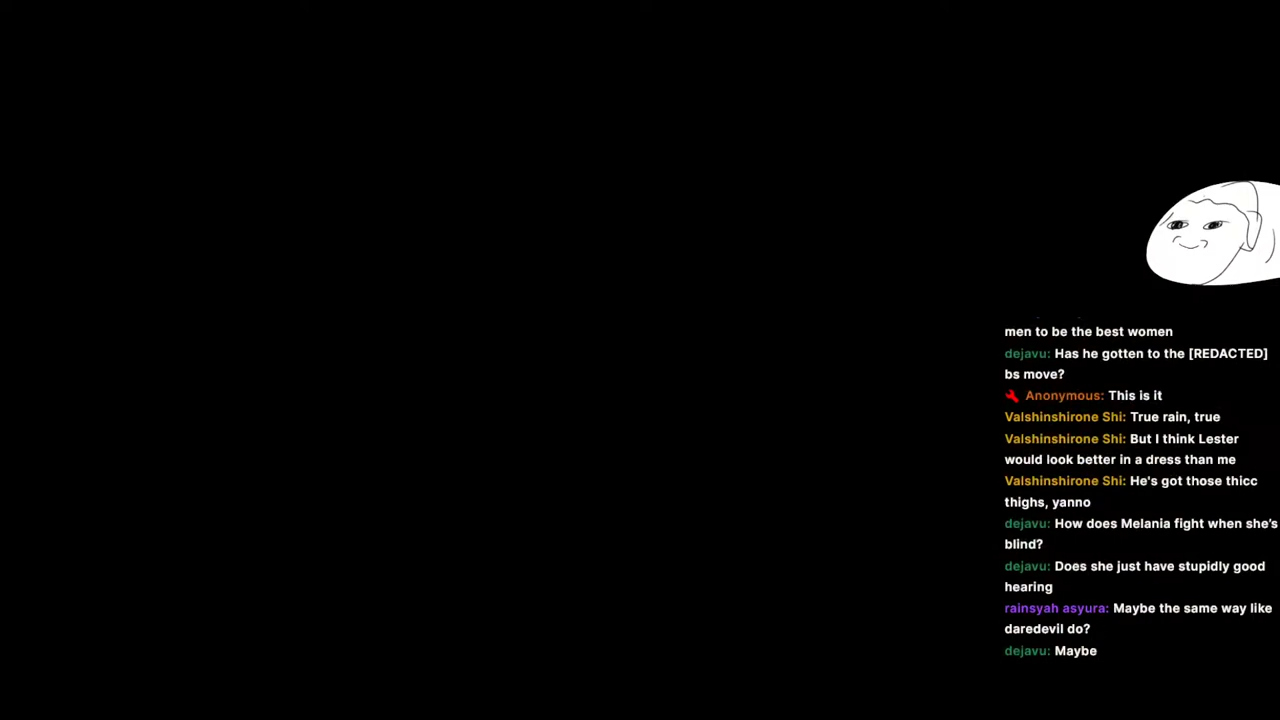 men to be the best women
dejavu: Has he gotten to the [REDACTED]
bs move?
Anonymous: This is it
Valshinshirone Shi: True rain, true
Valshinshirone Shi: But I think Lester
would look better in a dress than me
Valshinshirone Shi: He's got those thicc
thighs, yanno
dejavu: How does Melania fight when she’s
blind?
dejavu: Does she just have stupidly good
hearing
rainsyah asyura: Maybe the same way like
daredevil do?
dejavu: Maybe